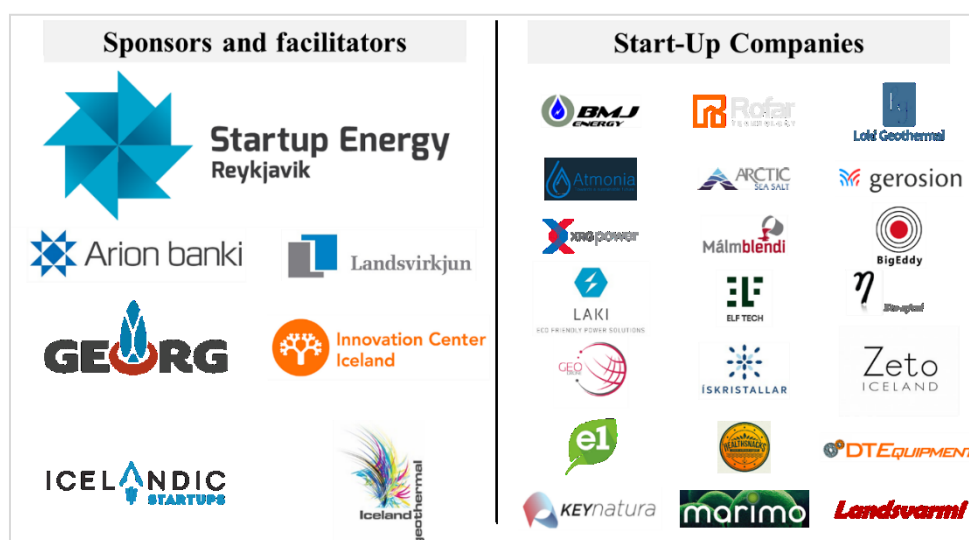 Sponsors and facilitators
Startup Energy
Reykjavik
Arion banki
Landsvirkjun
GEORG
Innovation Center
Iceland
ICELANDIC
STARTUPS
Iceland
geothermal
Start-Up Companies
BMJ
ENERGY
Rofar
Loki Geothermal
Atmonia
ARCTIC
SEA SALT
gerosion
XRG power
Málmblendi
BigEddy
LAKI
ECO FRIENDLY POWER SOLUTIONS
ELF TECH
η
GEO
ÍSKRISTALLAR
Zeto
ICELAND
e1
HEALTHSNACKS
DTEQUIPMENT
KEYnatura
marimo
Landsvarmi